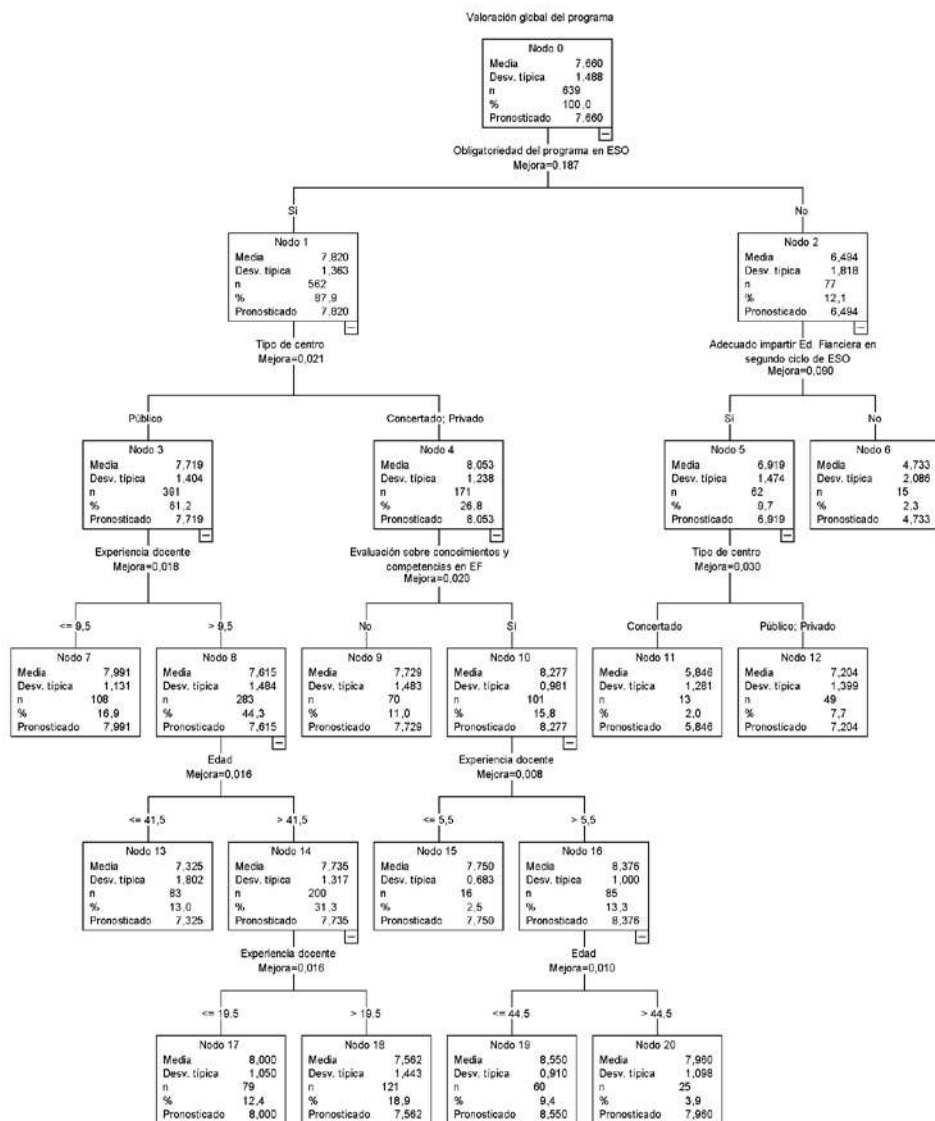 Valoración global del programa
Nodo 0
Media 7,660
Desv. típica 1,488
n 639
% 100,0
Pronosticado 7,660
Obligatoriedad del programa en ESO
Mejora=0,187
Sí
No
Nodo 1
Media 7,820
Desv. típica 1,363
n 562
% 87,9
Pronosticado 7,820
Nodo 2
Media 6,494
Desv. típica 1,818
n 77
% 12,1
Pronosticado 6,494
Tipo de centro
Mejora=0,021
Adecuado impartir Ed. Fianciera en
segundo ciclo de ESO
Mejora=0,090
Público
Concertado; Privado
Sí
No
Nodo 3
Media 7,719
Desv. típica 1,404
n 391
% 61,2
Pronosticado 7,719
Nodo 4
Media 8,053
Desv. típica 1,238
n 171
% 26,8
Pronosticado 8,053
Nodo 5
Media 6,919
Desv. típica 1,474
n 62
% 9,7
Pronosticado 6,919
Nodo 6
Media 4,733
Desv. típica 2,086
n 15
% 2,3
Pronosticado 4,733
Experiencia docente
Mejora=0,018
Evaluación sobre conocimientos y
competencias en EF
Mejora=0,020
Tipo de centro
Mejora=0,030
<= 9,5
> 9,5
No
Sí
Concertado
Público; Privado
Nodo 7
Media 7,991
Desv. típica 1,131
n 108
% 16,9
Pronosticado 7,991
Nodo 8
Media 7,615
Desv. típica 1,484
n 283
% 44,3
Pronosticado 7,615
Nodo 9
Media 7,729
Desv. típica 1,483
n 70
% 11,0
Pronosticado 7,729
Nodo 10
Media 8,277
Desv. típica 0,981
n 101
% 15,8
Pronosticado 8,277
Nodo 11
Media 5,846
Desv. típica 1,281
n 13
% 2,0
Pronosticado 5,846
Nodo 12
Media 7,204
Desv. típica 1,399
n 49
% 7,7
Pronosticado 7,204
Edad
Mejora=0,016
Experiencia docente
Mejora=0,008
<= 41,5
> 41,5
<= 5,5
> 5,5
Nodo 13
Media 7,325
Desv. típica 1,802
n 83
% 13,0
Pronosticado 7,325
Nodo 14
Media 7,735
Desv. típica 1,317
n 200
% 31,3
Pronosticado 7,735
Nodo 15
Media 7,750
Desv. típica 0,683
n 16
% 2,5
Pronosticado 7,750
Nodo 16
Media 8,376
Desv. típica 1,000
n 85
% 13,3
Pronosticado 8,376
Experiencia docente
Mejora=0,016
Edad
Mejora=0,010
<= 19,5
> 19,5
<= 44,5
> 44,5
Nodo 17
Media 8,000
Desv. típica 1,050
n 79
% 12,4
Pronosticado 8,000
Nodo 18
Media 7,562
Desv. típica 1,443
n 121
% 18,9
Pronosticado 7,562
Nodo 19
Media 8,550
Desv. típica 0,910
n 60
% 9,4
Pronosticado 8,550
Nodo 20
Media 7,960
Desv. típica 1,098
n 25
% 3,9
Pronosticado 7,960